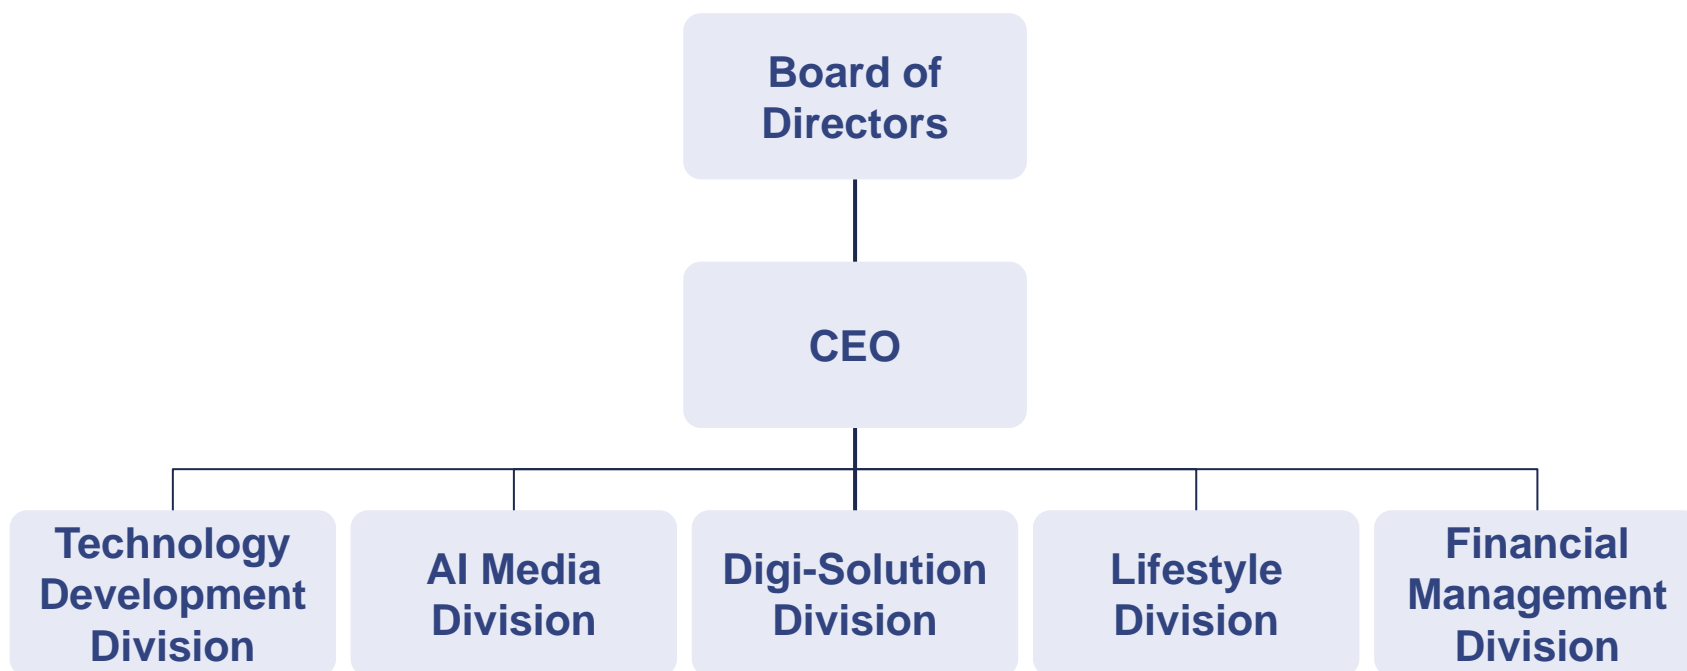 Board of
Directors
CEO
Technology
Development
Division
AI Media
Division
Digi-Solution
Division
Lifestyle
Division
Financial
Management
Division